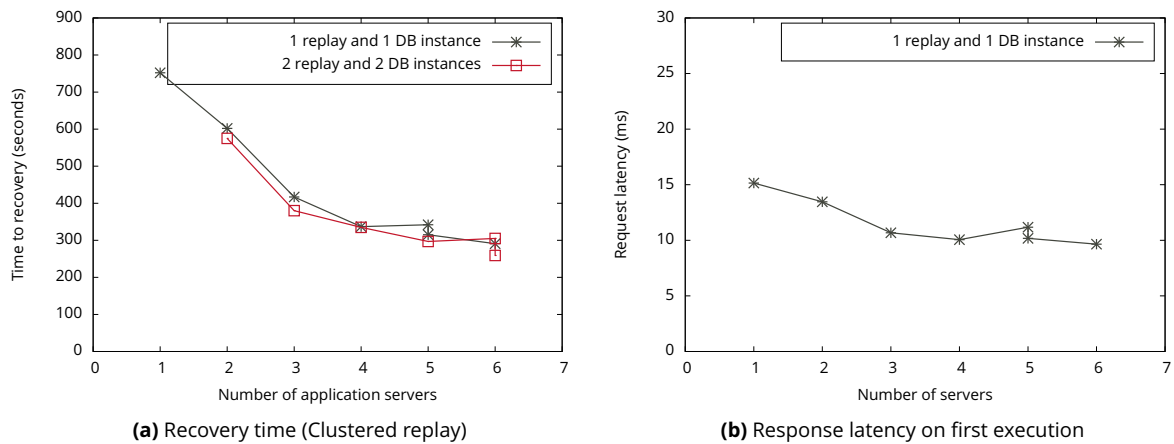 900
800
700
600
500
400
300
200
100
0
0 1 2 3 4 5 6 7
Time to recovery (seconds)
Number of application servers
1 replay and 1 DB instance
2 replay and 2 DB instances
(a) Recovery time (Clustered replay)
30
25
20
15
10
5
0
0 1 2 3 4 5 6 7
Request latency (ms)
Number of servers
1 replay and 1 DB instance
(b) Response latency on first execution